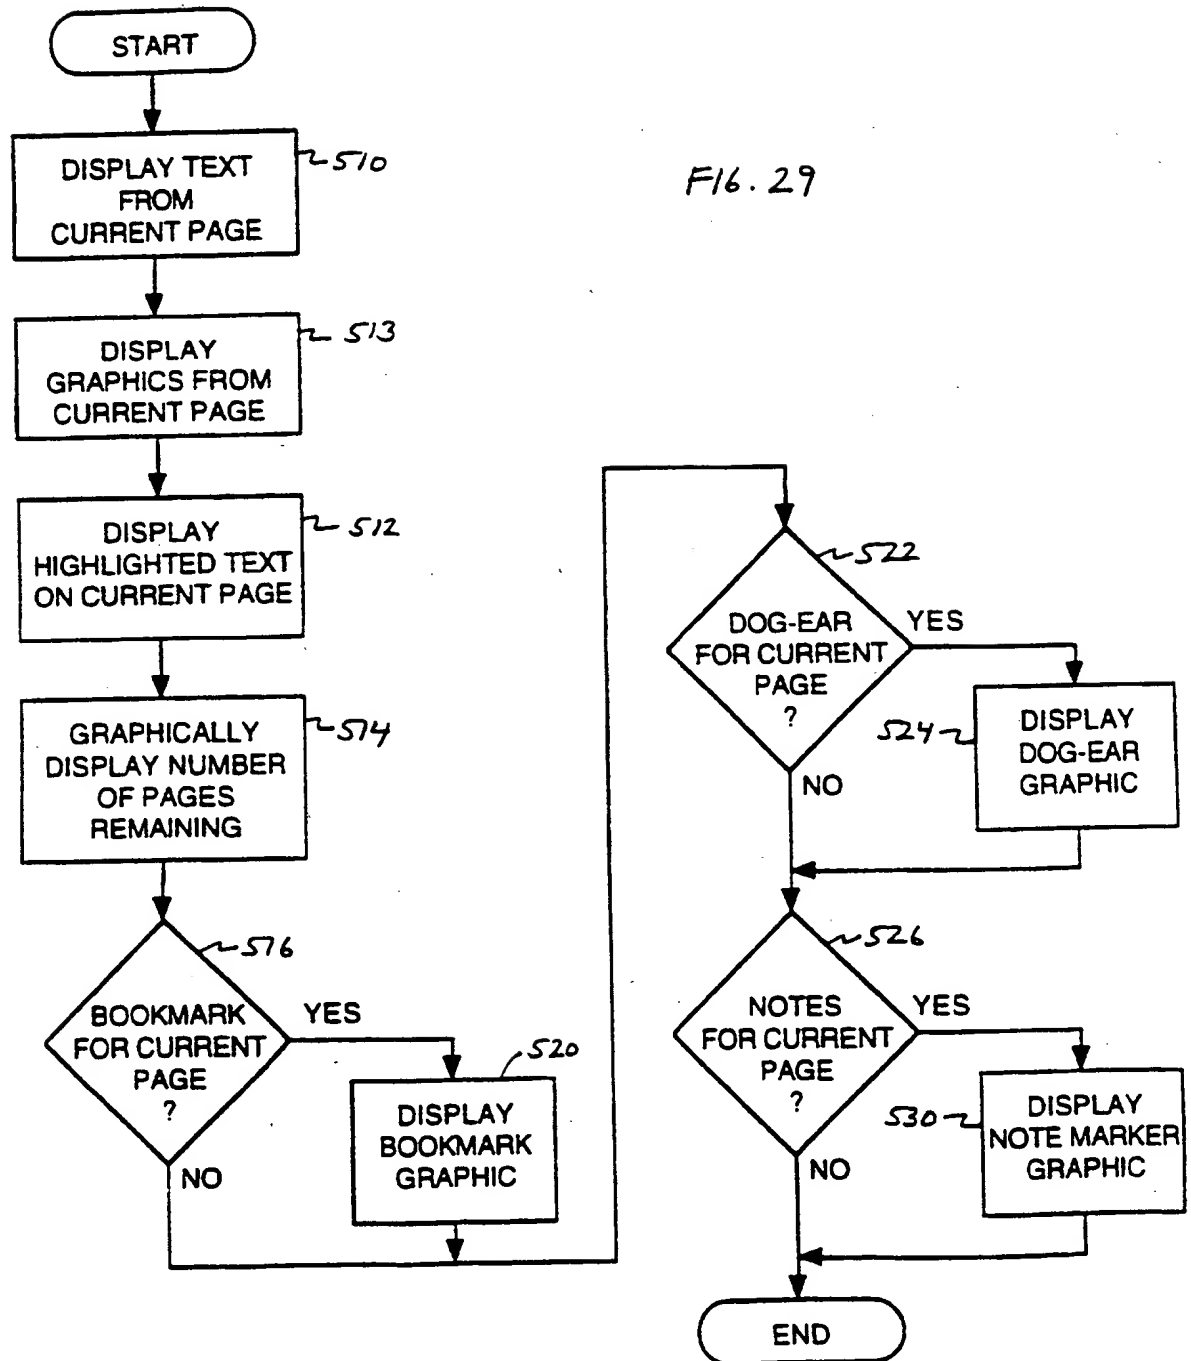 START
DISPLAY TEXT
FROM
CURRENT PAGE
510
FIG. 29
DISPLAY
GRAPHICS FROM
CURRENT PAGE
513
DISPLAY
HIGHLIGHTED TEXT
ON CURRENT PAGE
512
GRAPHICALLY
DISPLAY NUMBER
OF PAGES
REMAINING
514
BOOKMARK
FOR CURRENT
PAGE
?
516
YES
NO
520
DISPLAY
BOOKMARK
GRAPHIC
522
DOG-EAR
FOR CURRENT
PAGE
?
YES
NO
524
DISPLAY
DOG-EAR
GRAPHIC
526
NOTES
FOR CURRENT
PAGE
?
YES
NO
530
DISPLAY
NOTE MARKER
GRAPHIC
END